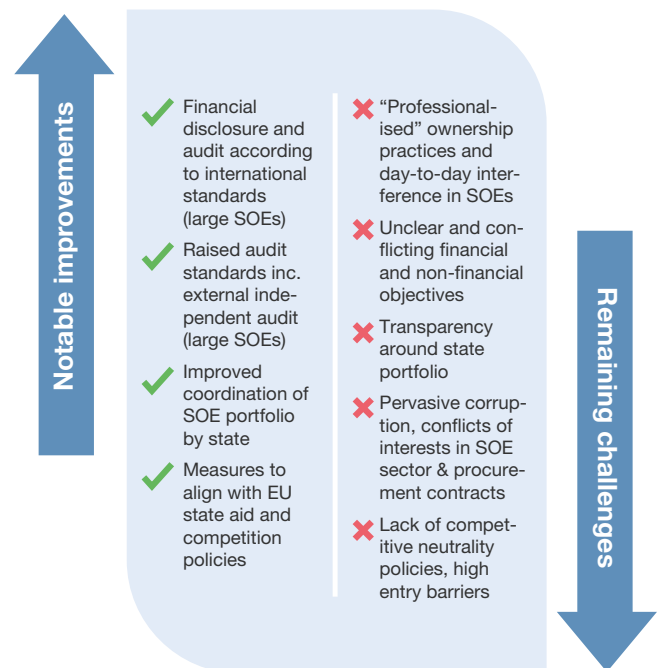 Notable improvements
Financial
disclosure and
audit according
to international
standards
(large SOEs)
Raised audit
standards inc.
external inde-
pendent audit
(large SOEs)
Improved
coordination of
SOE portfolio
by state
Measures to
align with EU
state aid and
competition
policies
“Professional-
ised” ownership
practices and
day-to-day inter-
ference in SOEs
Unclear and con-
flicting financial
and non-financial
objectives
Transparency
around state
portfolio
Pervasive corrup-
tion, conflicts of
interests in SOE
sector & procure-
ment contracts
Lack of compet-
itive neutrality
policies, high
entry barriers
Remaining challenges